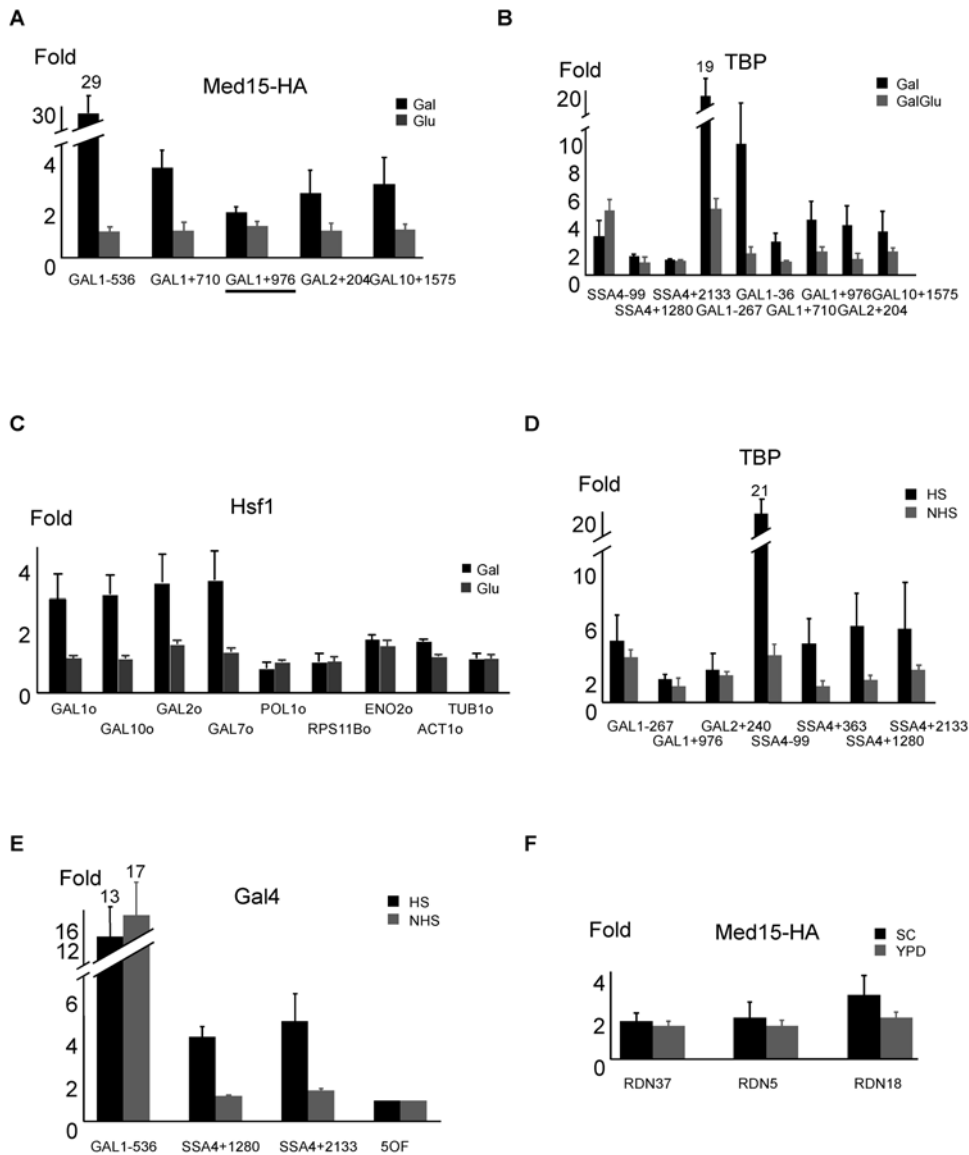 A
Fold
29
Med15-HA
Gal
Glu
30
4
2
0
GAL1-536
GAL1+710
GAL1+976
GAL2+204
GAL10+1575
B
Fold
19
TBP
Gal
GalGlu
20
10
8
6
4
2
0
SSA4-99
SSA4+2133
GAL1-36
GAL1+976
GAL10+1575
SSA4+1280
GAL1-267
GAL1+710
GAL2+204
C
Fold
Hsf1
Gal
Glu
4
2
0
GAL1o
GAL2o
POL1o
ENO2o
TUB1o
GAL10o
GAL7o
RPS11Bo
ACT1o
D
TBP
Fold
21
HS
NHS
20
10
6
2
GAL1-267
GAL2+240
SSA4+363
SSA4+2133
GAL1+976
SSA4-99
SSA4+1280
E
Fold
13
17
Gal4
HS
NHS
16
12
6
4
2
0
GAL1-536
SSA4+1280
SSA4+2133
5OF
F
Fold
Med15-HA
SC
YPD
4
2
0
RDN37
RDN5
RDN18